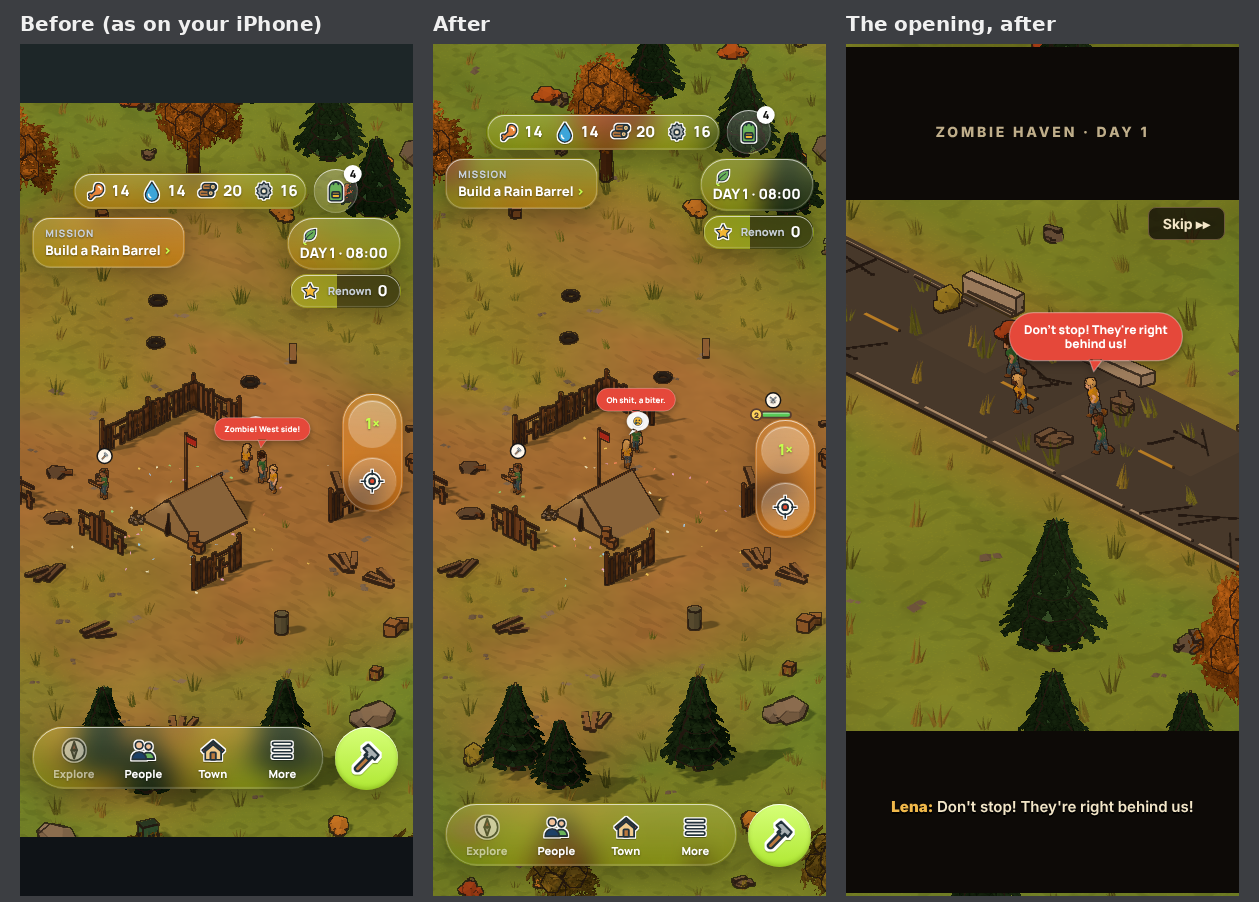 Before (as on your iPhone)
After
The opening, after
14 14 20 16
4
MISSION
Build a Rain Barrel ›
DAY 1 · 08:00
Renown 0
Zombie! West side!
1×
Explore People Town More
14 14 20 16
4
MISSION
Build a Rain Barrel ›
DAY 1 · 08:00
Renown 0
Oh shit, a biter.
2
1×
Explore People Town More
ZOMBIE HAVEN · DAY 1
Skip ▸▸
Don't stop! They're right
behind us!
Lena: Don't stop! They're right behind us!